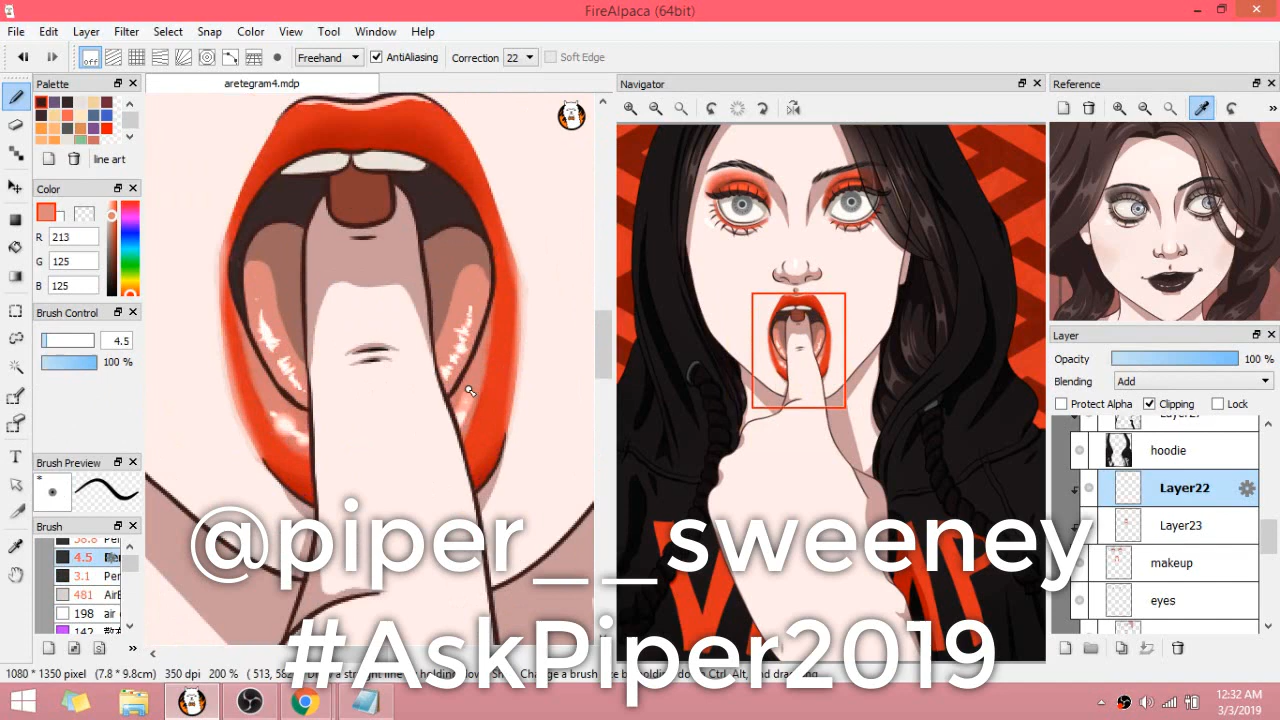 FireAlpaca (64bit)
File Edit Layer Filter Select Snap Color View Tool Window Help
off Freehand AntiAliasing Correction 22 Soft Edge
Palette
aretegram4.mdp
Navigator
Reference
line art
Color
R 213
G 125
B 125
Brush Control
4.5
100 %
Brush Preview
Brush
4.5
3.1 Per
481 AirB
198 air
142
Layer
Opacity 100 %
Blending Add
Protect Alpha Clipping Lock
hoodie
Layer22
Layer23
makeup
eyes
@piper__sweeney
#AskPiper2019
1080 * 1350 pixel (7.8 * 9.8cm) 350 dpi 200 %
12:32 AM
3/3/2019